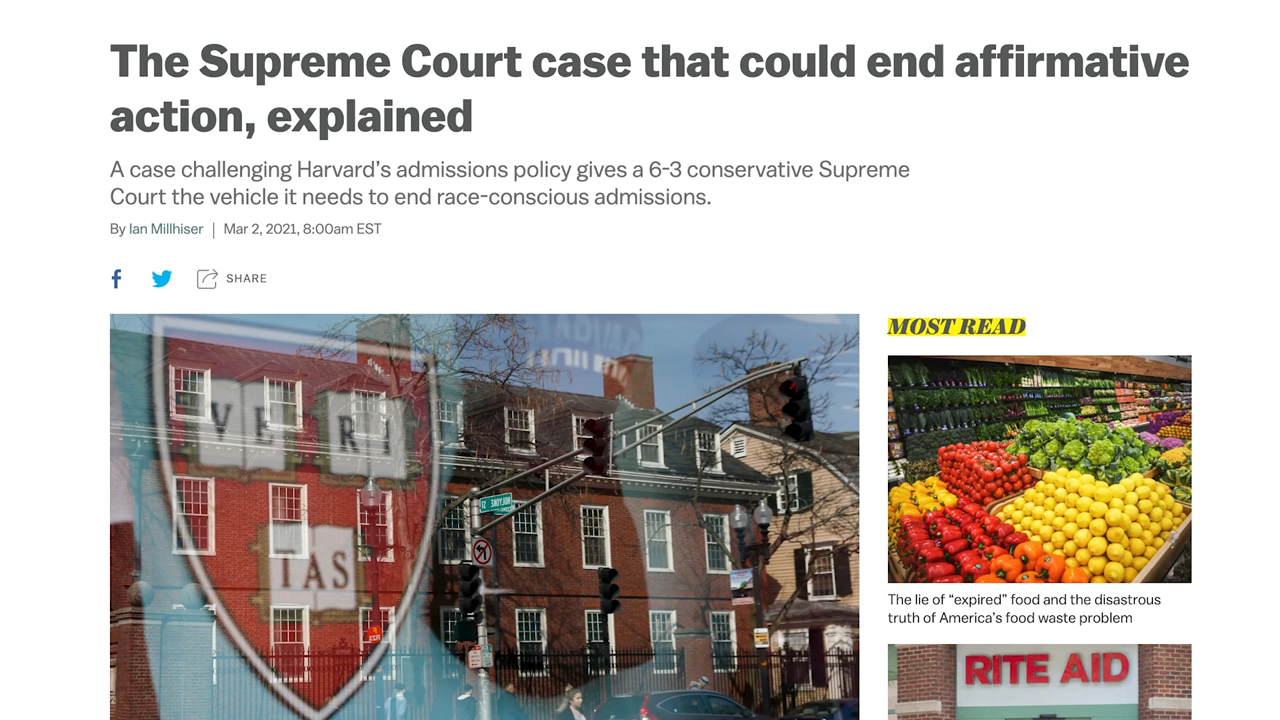 The Supreme Court case that could end affirmative
action, explained
A case challenging Harvard's admissions policy gives a 6-3 conservative Supreme
Court the vehicle it needs to end race-conscious admissions.
By Ian Millhiser | Mar 2, 2021, 8:00am EST
f
SHARE
MOST READ
VE RI
TAS
The lie of “expired” food and the disastrous
truth of America's food waste problem
RITE AID